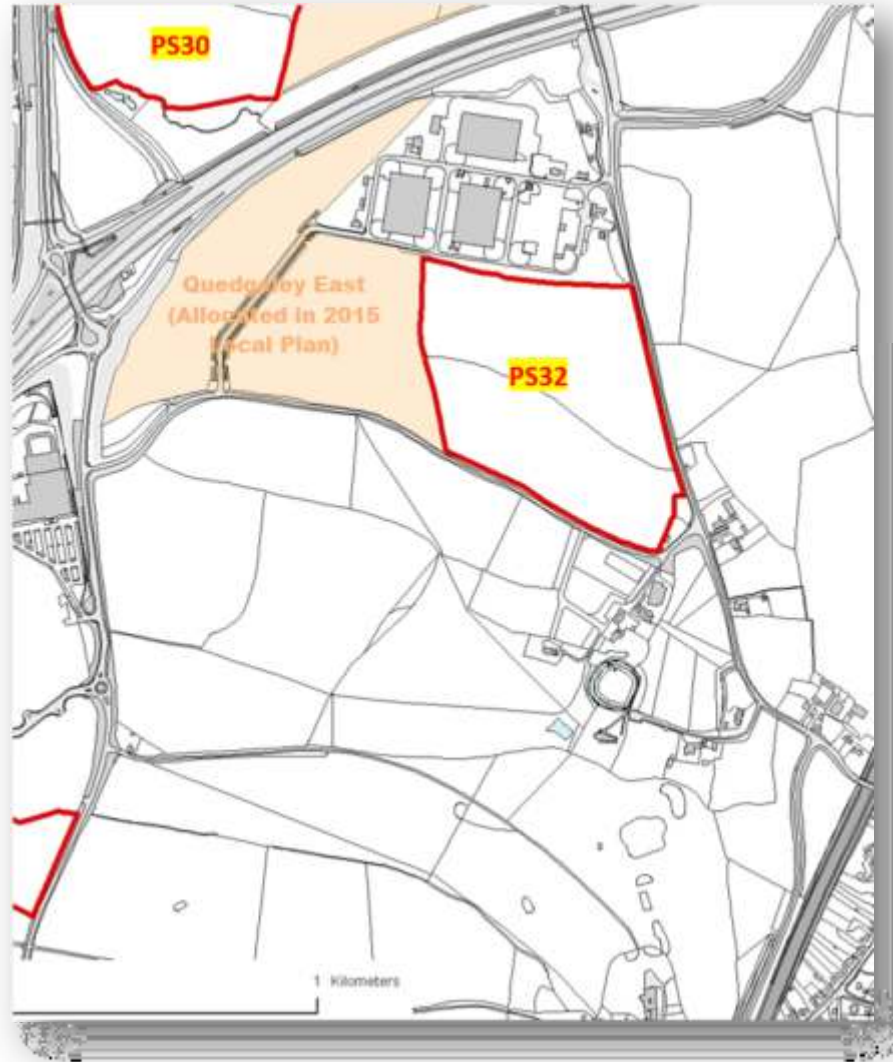 PS30
Quedgeley East
(Allocated in 2015
Local Plan)
PS32
1 Kilometers